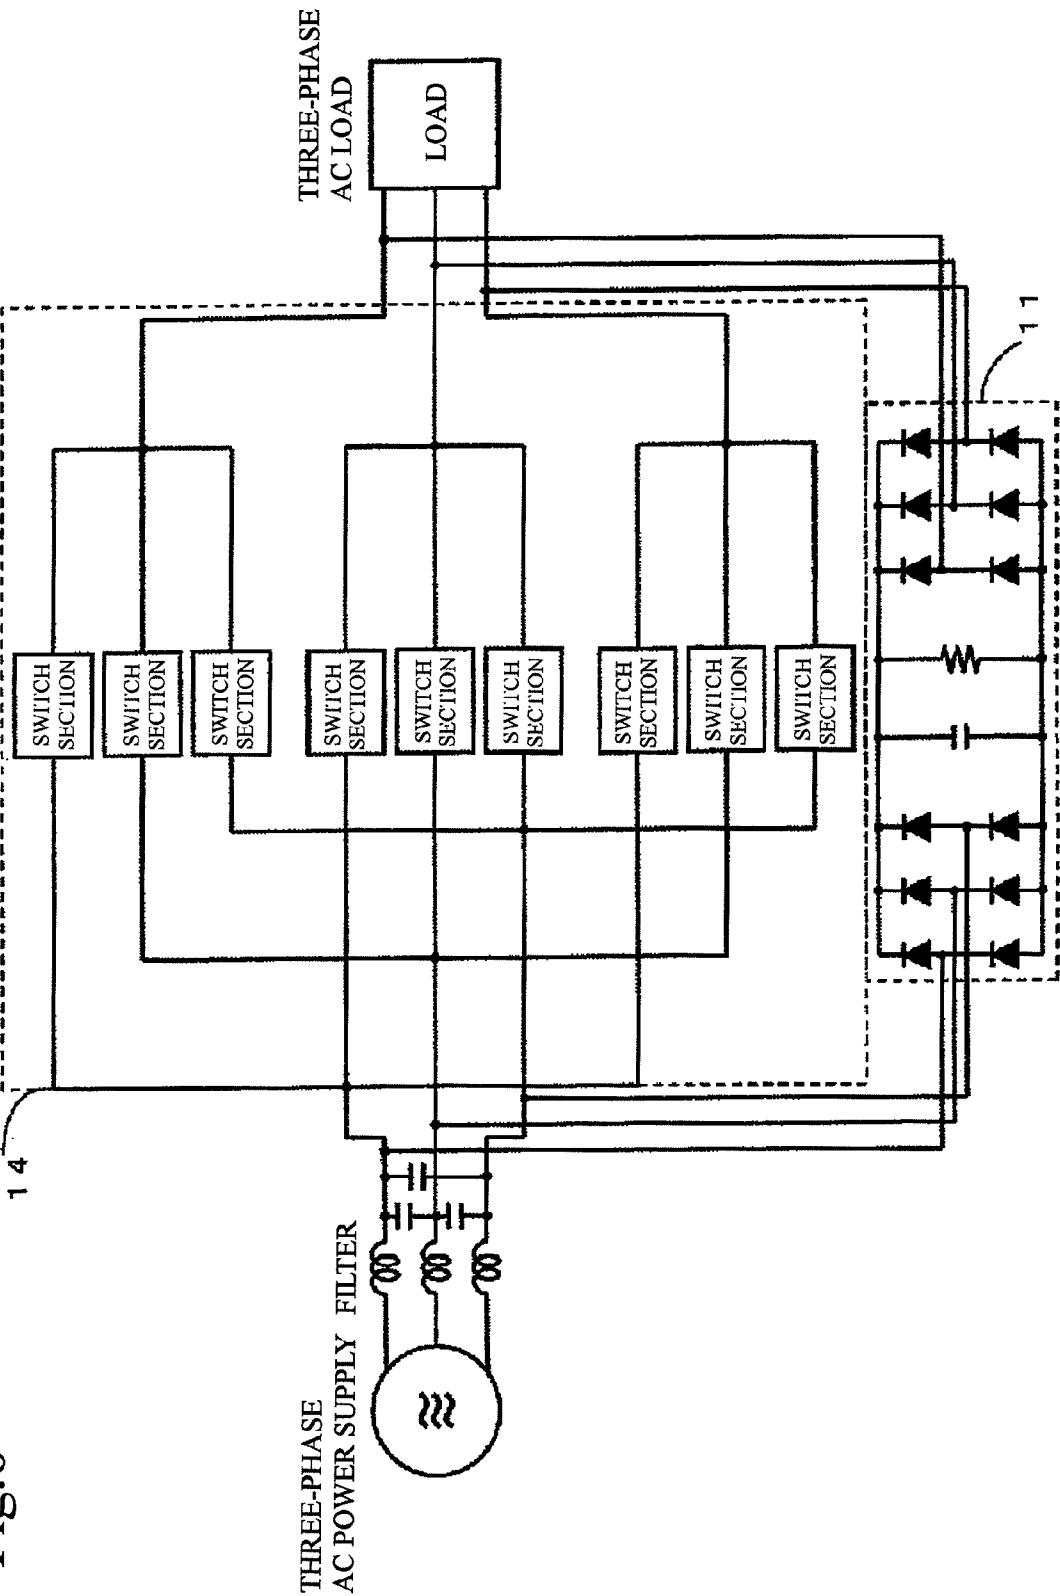 THREE-PHASE
AC POWER SUPPLY
FILTER
14
SWITCH
SECTION
SWITCH
SECTION
SWITCH
SECTION
SWITCH
SECTION
SWITCH
SECTION
SWITCH
SECTION
SWITCH
SECTION
SWITCH
SECTION
SWITCH
SECTION
THREE-PHASE
AC LOAD
LOAD
11